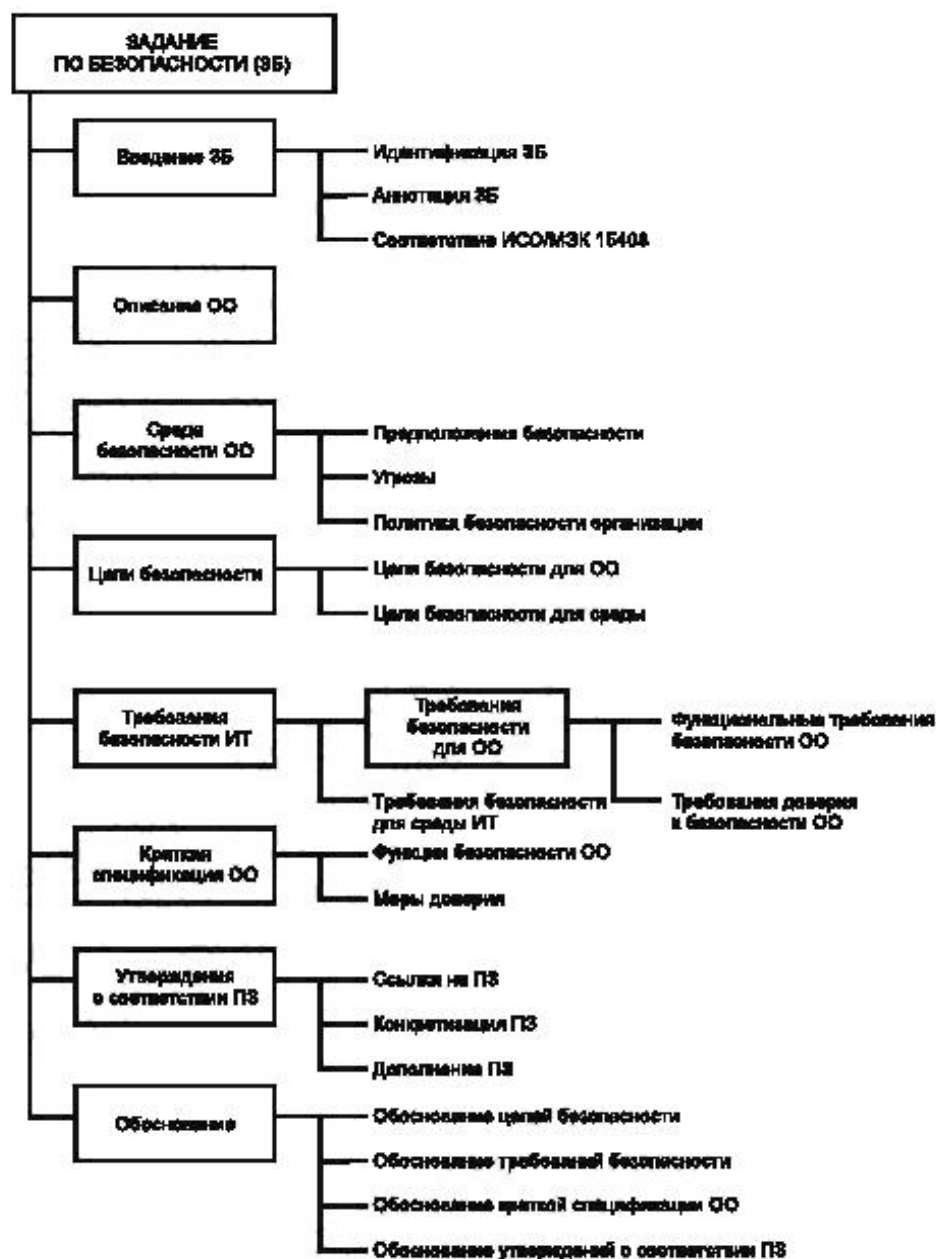 ЗАДАНИЕ
ПО БЕЗОПАСНОСТИ (ЗБ)
Введение ЗБ
Идентификация ЗБ
Аннотация ЗБ
Соответствие ИСО/МЭК 15408
Описание ОО
Среда
безопасности ОО
Предположения безопасности
Угрозы
Политика безопасности организации
Цели безопасности
Цели безопасности для ОО
Цели безопасности для среды
Требования
безопасности ИТ
Требования
безопасности
для ОО
Функциональные требования
безопасности ОО
Требования безопасности
для среды ИТ
Требования доверия
к безопасности ОО
Краткая
спецификация ОО
Функции безопасности ОО
Меры доверия
Утверждения
о соответствии ПЗ
Ссылка на ПЗ
Конкретизация ПЗ
Дополнение ПЗ
Обоснование
Обоснование целей безопасности
Обоснование требований безопасности
Обоснование краткой спецификации ОО
Обоснование утверждений о соответствии ПЗ